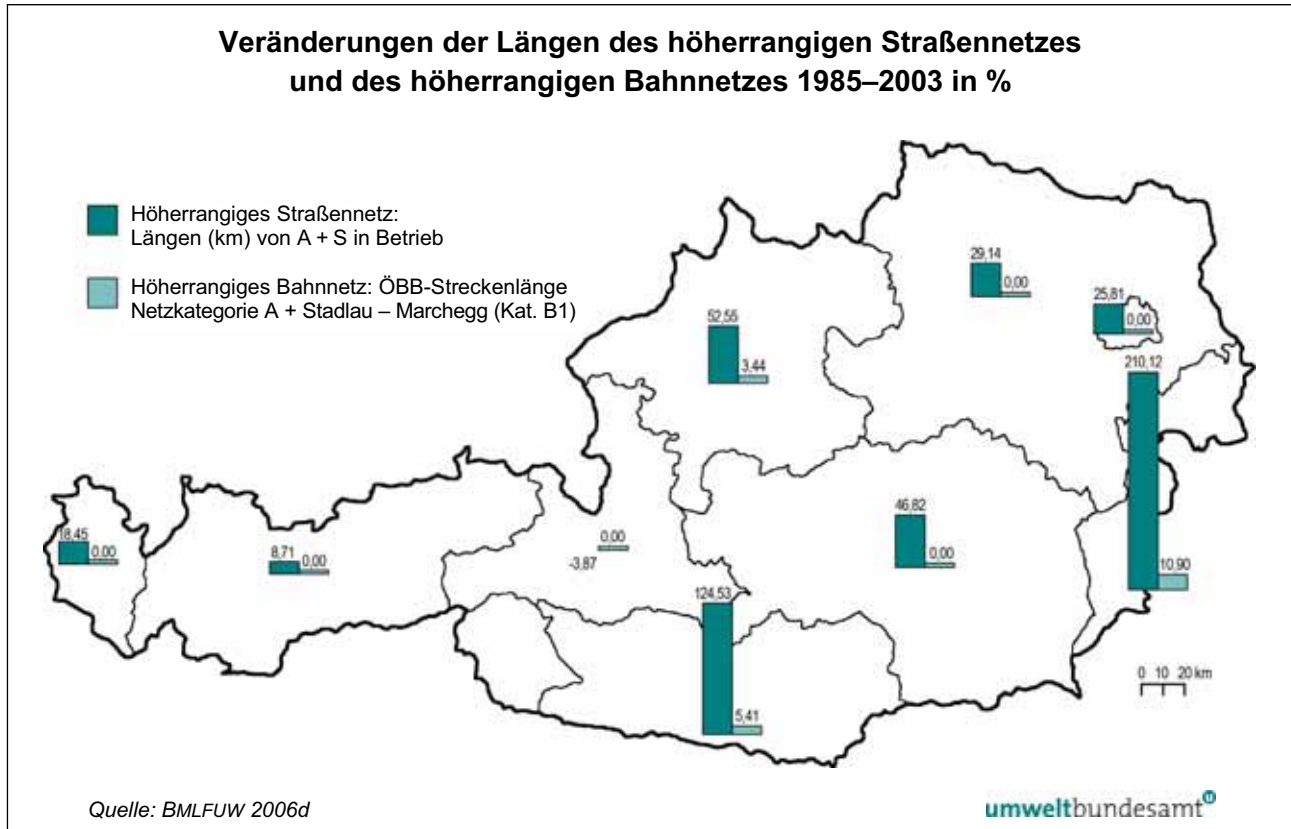 Veränderungen der Längen des höherrangigen Straßennetzes
und des höherrangigen Bahnnetzes 1985–2003 in %
Höherrangiges Straßennetz:
Längen (km) von A + S in Betrieb
Höherrangiges Bahnnetz: ÖBB-Streckenlänge
Netzkategorie A + Stadlau – Marchegg (Kat. B1)
29,14
0,00
25,81
0,00
52,55
3,44
210,12
10,90
46,82
0,00
18,45
0,00
8,71
0,00
0,00
-3,87
124,53
5,41
0 10 20 km
Quelle: BMLFUW 2006d
umweltbundesamt u